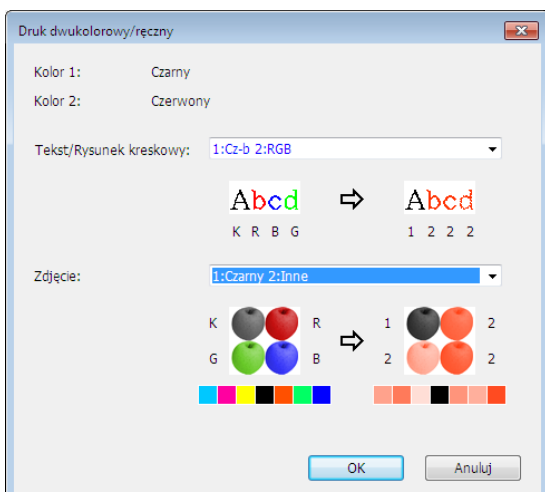 Druk dwukolorowy/ręczny
Kolor 1: Czarny
Kolor 2: Czerwony
Tekst/Rysunek kreskowy: 1:Cz-b 2:RGB
Abcd Abcd
K R B G 1 2 2 2
Zdjęcie: 1:Czarny 2:Inne
K R 1 2
G B 2 2
OK Anuluj